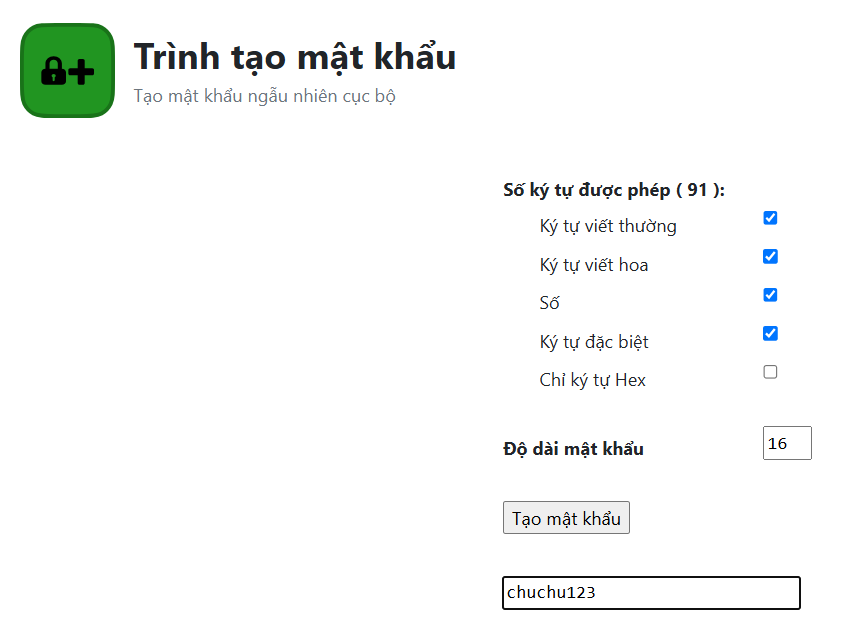 Trình tạo mật khẩu
Tạo mật khẩu ngẫu nhiên cục bộ
Số ký tự được phép ( 91 ):
Ký tự viết thường
Ký tự viết hoa
Số
Ký tự đặc biệt
Chỉ ký tự Hex
Độ dài mật khẩu
16
Tạo mật khẩu
chuchu123